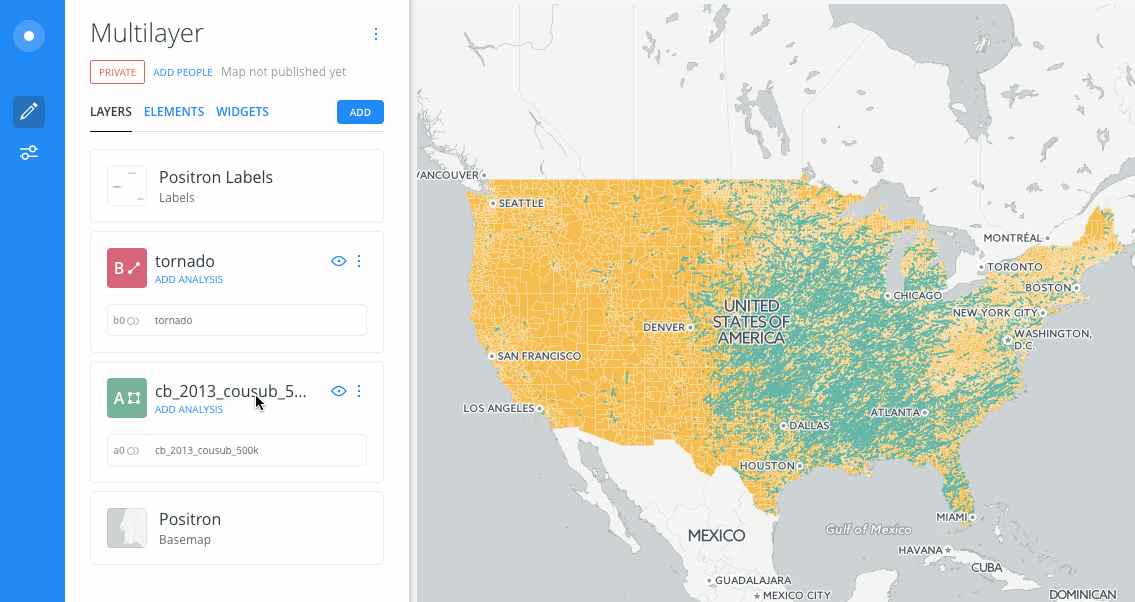 Multilayer
PRIVATE ADD PEOPLE Map not published yet
LAYERS ELEMENTS WIDGETS ADD
Positron Labels
Labels
B tornado
ADD ANALYSIS
b0 tornado
A cb_2013_cousub_5...
ADD ANALYSIS
a0 cb_2013_cousub_500k
Positron
Basemap
VANCOUVER
SEATTLE
MONTRÉAL
TORONTO
BOSTON
CHICAGO
NEW YORK CITY
UNITED
STATES OF
AMERICA
DENVER
WASHINGTON,
D.C.
SAN FRANCISCO
LOS ANGELES
ATLANTA
DALLAS
HOUSTON
MIAMI
Gulf of Mexico
MEXICO
HAVANA
CUBA
GUADALAJARA
MEXICO CITY
DOMINICAN